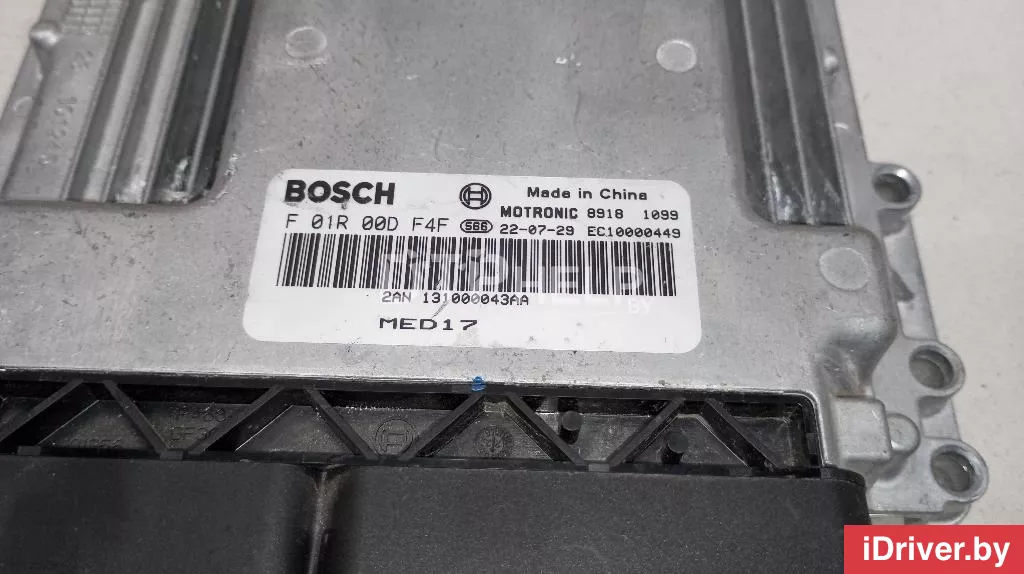 BOSCH
Made in China
MOTRONIC 8918 1099
F 01R 00D F4F S66 22-07-29 EC10000449
2AN 131000043AA
MED17
iDriver.by